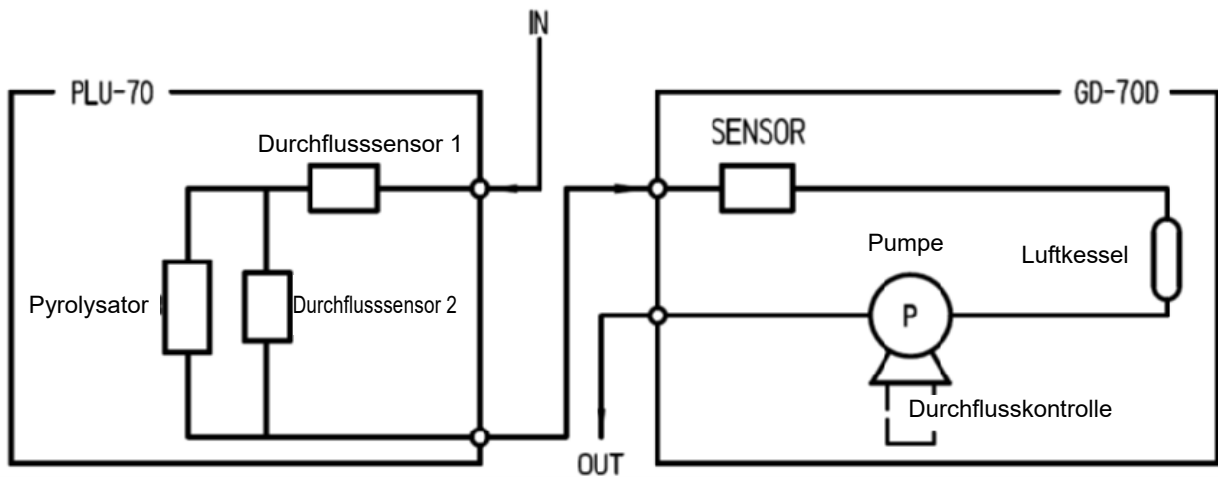 IN
PLU-70
GD-70D
Durchflusssensor 1
SENSOR
Pumpe
Luftkessel
Pyrolysator
Durchflusssensor 2
P
Durchflusskontrolle
OUT